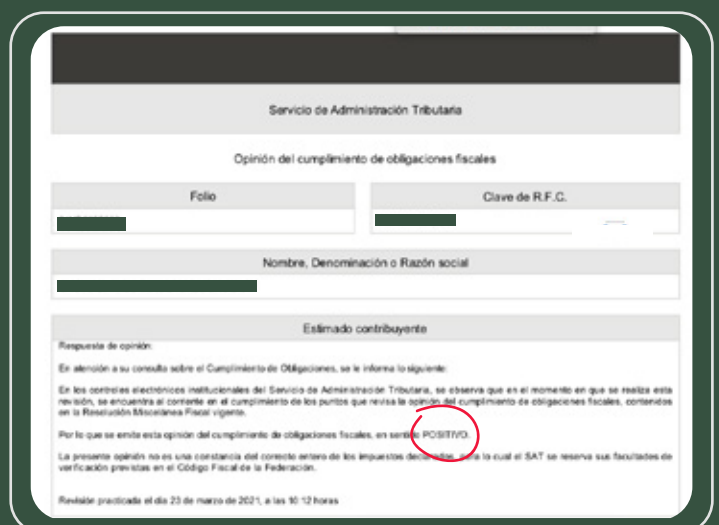 Servicio de Administración Tributaria
Opinión del cumplimiento de obligaciones fiscales
Folio
Clave de R.F.C.
Nombre, Denominación o Razón social
Estimado contribuyente
Respuesta de opinión:
En atención a su consulta sobre el Cumplimiento de Obligaciones, se le informa lo siguiente:
En los controles electrónicos institucionales del Servicio de Administración Tributaria, se observa que en el momento en que se realiza esta
revisión, se encuentra al corriente en el cumplimiento de los puntos que revisa la opinión del cumplimiento de obligaciones fiscales, contenidos
en la Resolución Miscelánea Fiscal vigente.
Por lo que se emite esta opinión del cumplimiento de obligaciones fiscales, en sentido POSITIVO.
La presente opinión no es una constancia del correcto entero de los impuestos declarados, para lo cual el SAT se reserva sus facultades de
verificación previstas en el Código Fiscal de la Federación.
Revisión practicada el día 23 de marzo de 2021, a las 10:12 horas